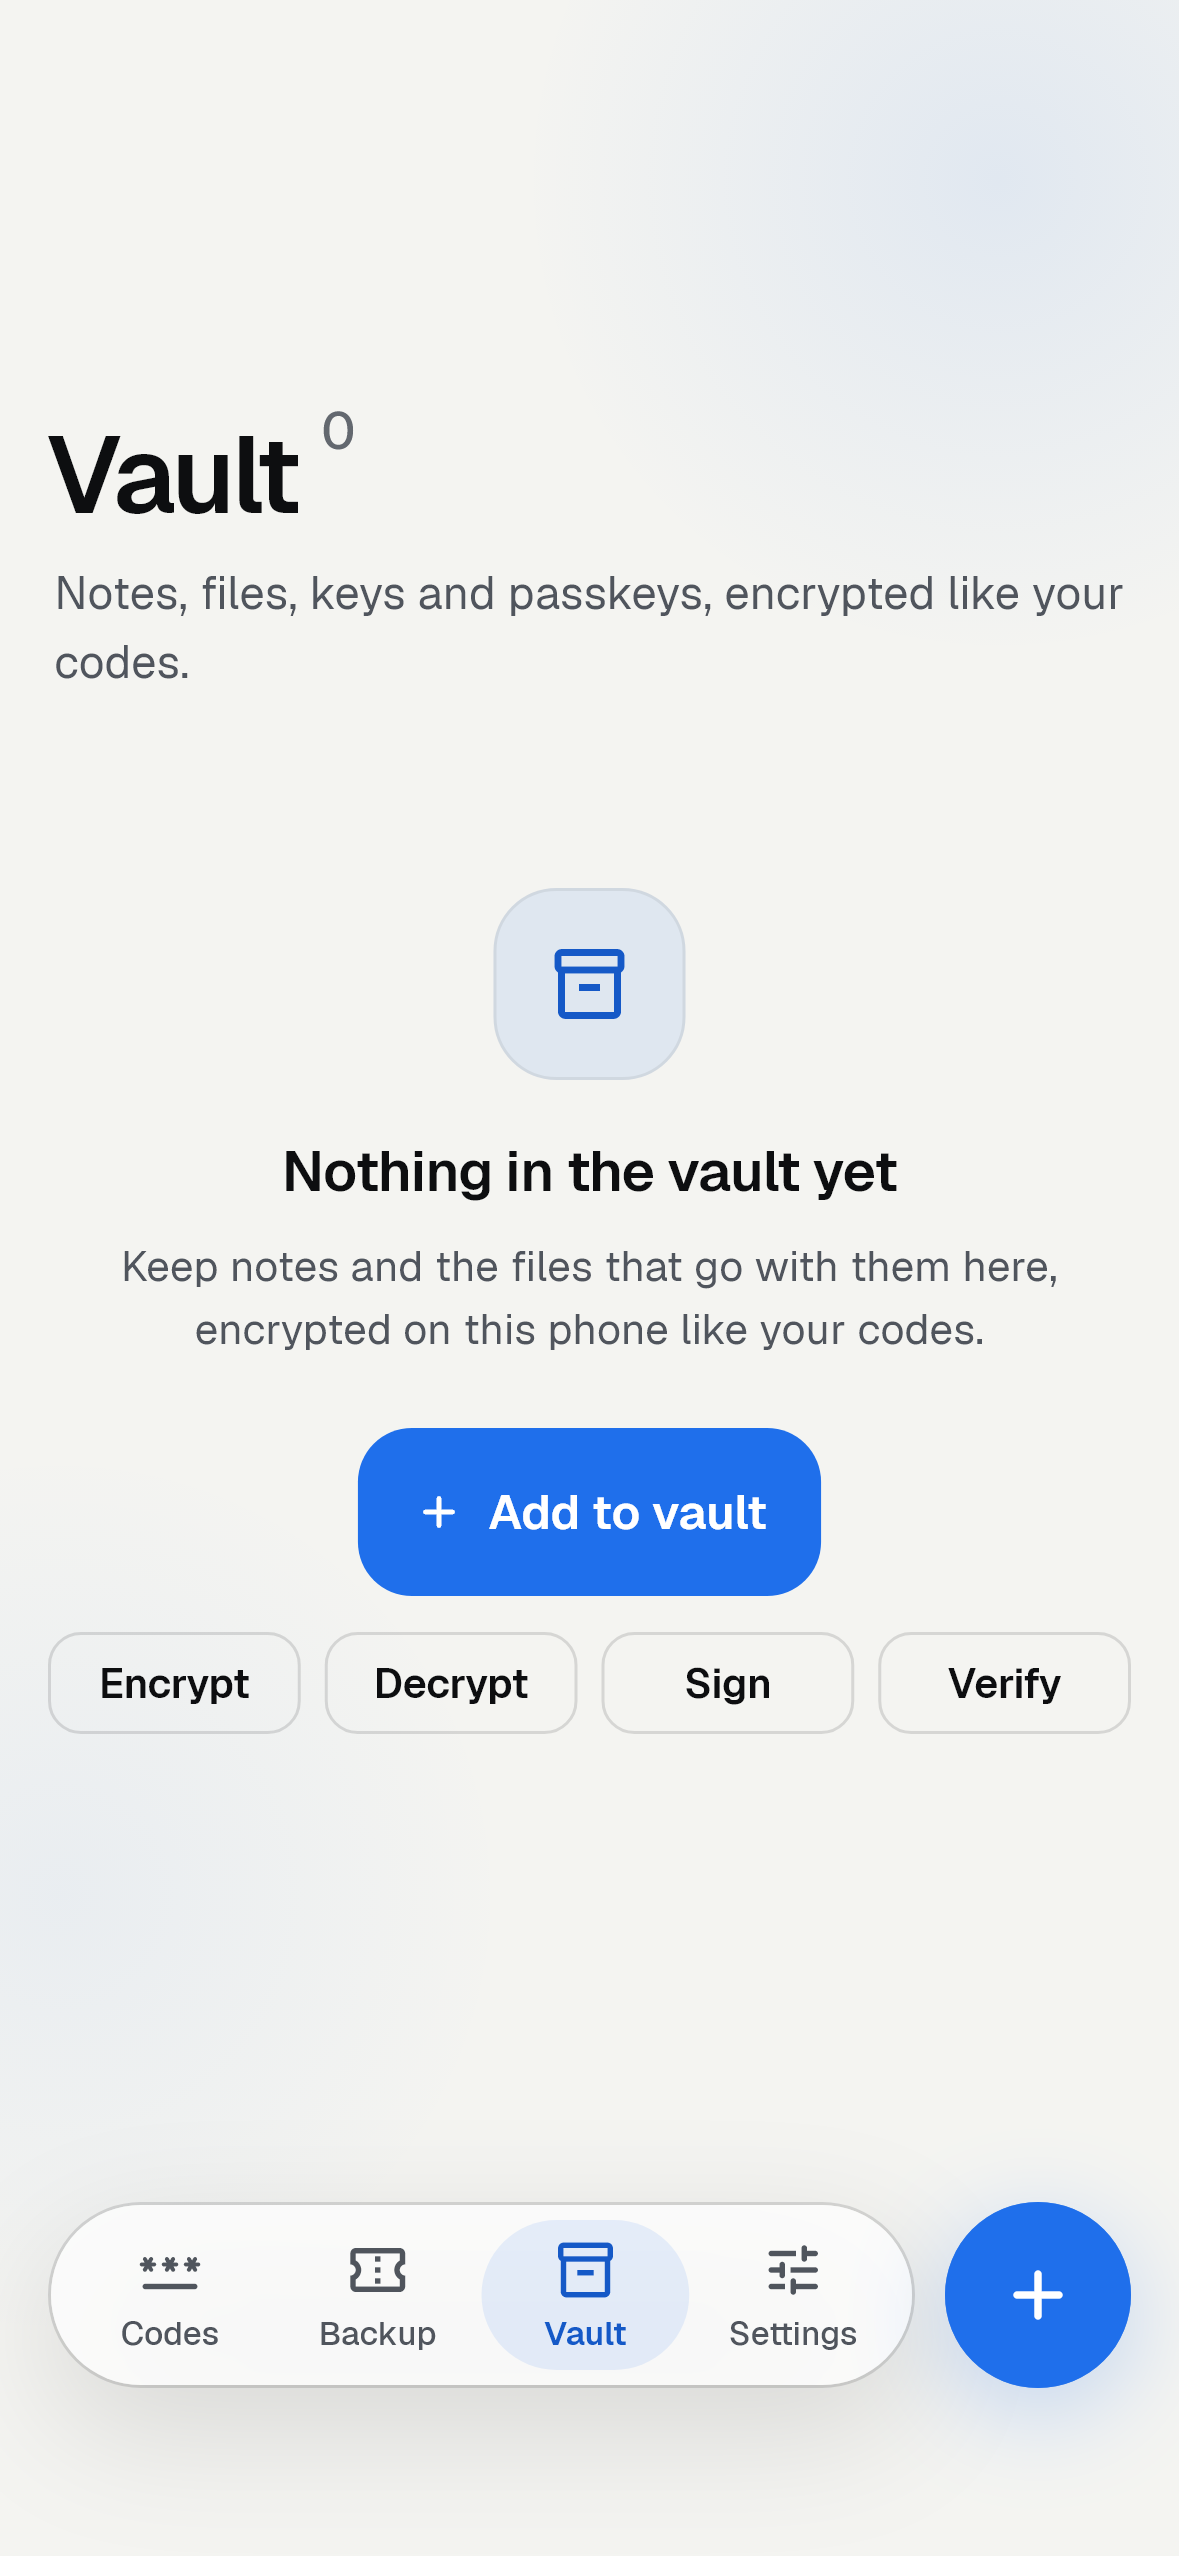 Vault 0
Notes, files, keys and passkeys, encrypted like your
codes.
Nothing in the vault yet
Keep notes and the files that go with them here,
encrypted on this phone like your codes.
+ Add to vault
Encrypt Decrypt Sign Verify
Codes Backup Vault Settings